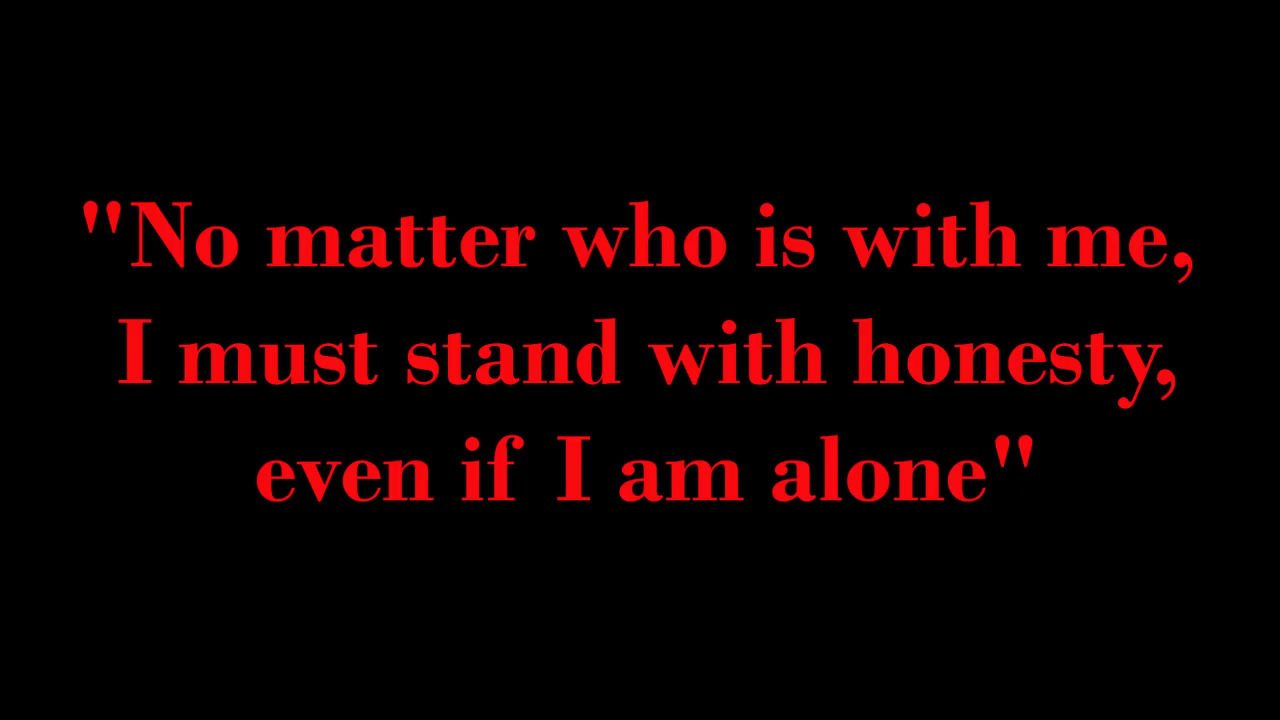 "No matter who is with me,
I must stand with honesty,
even if I am alone"